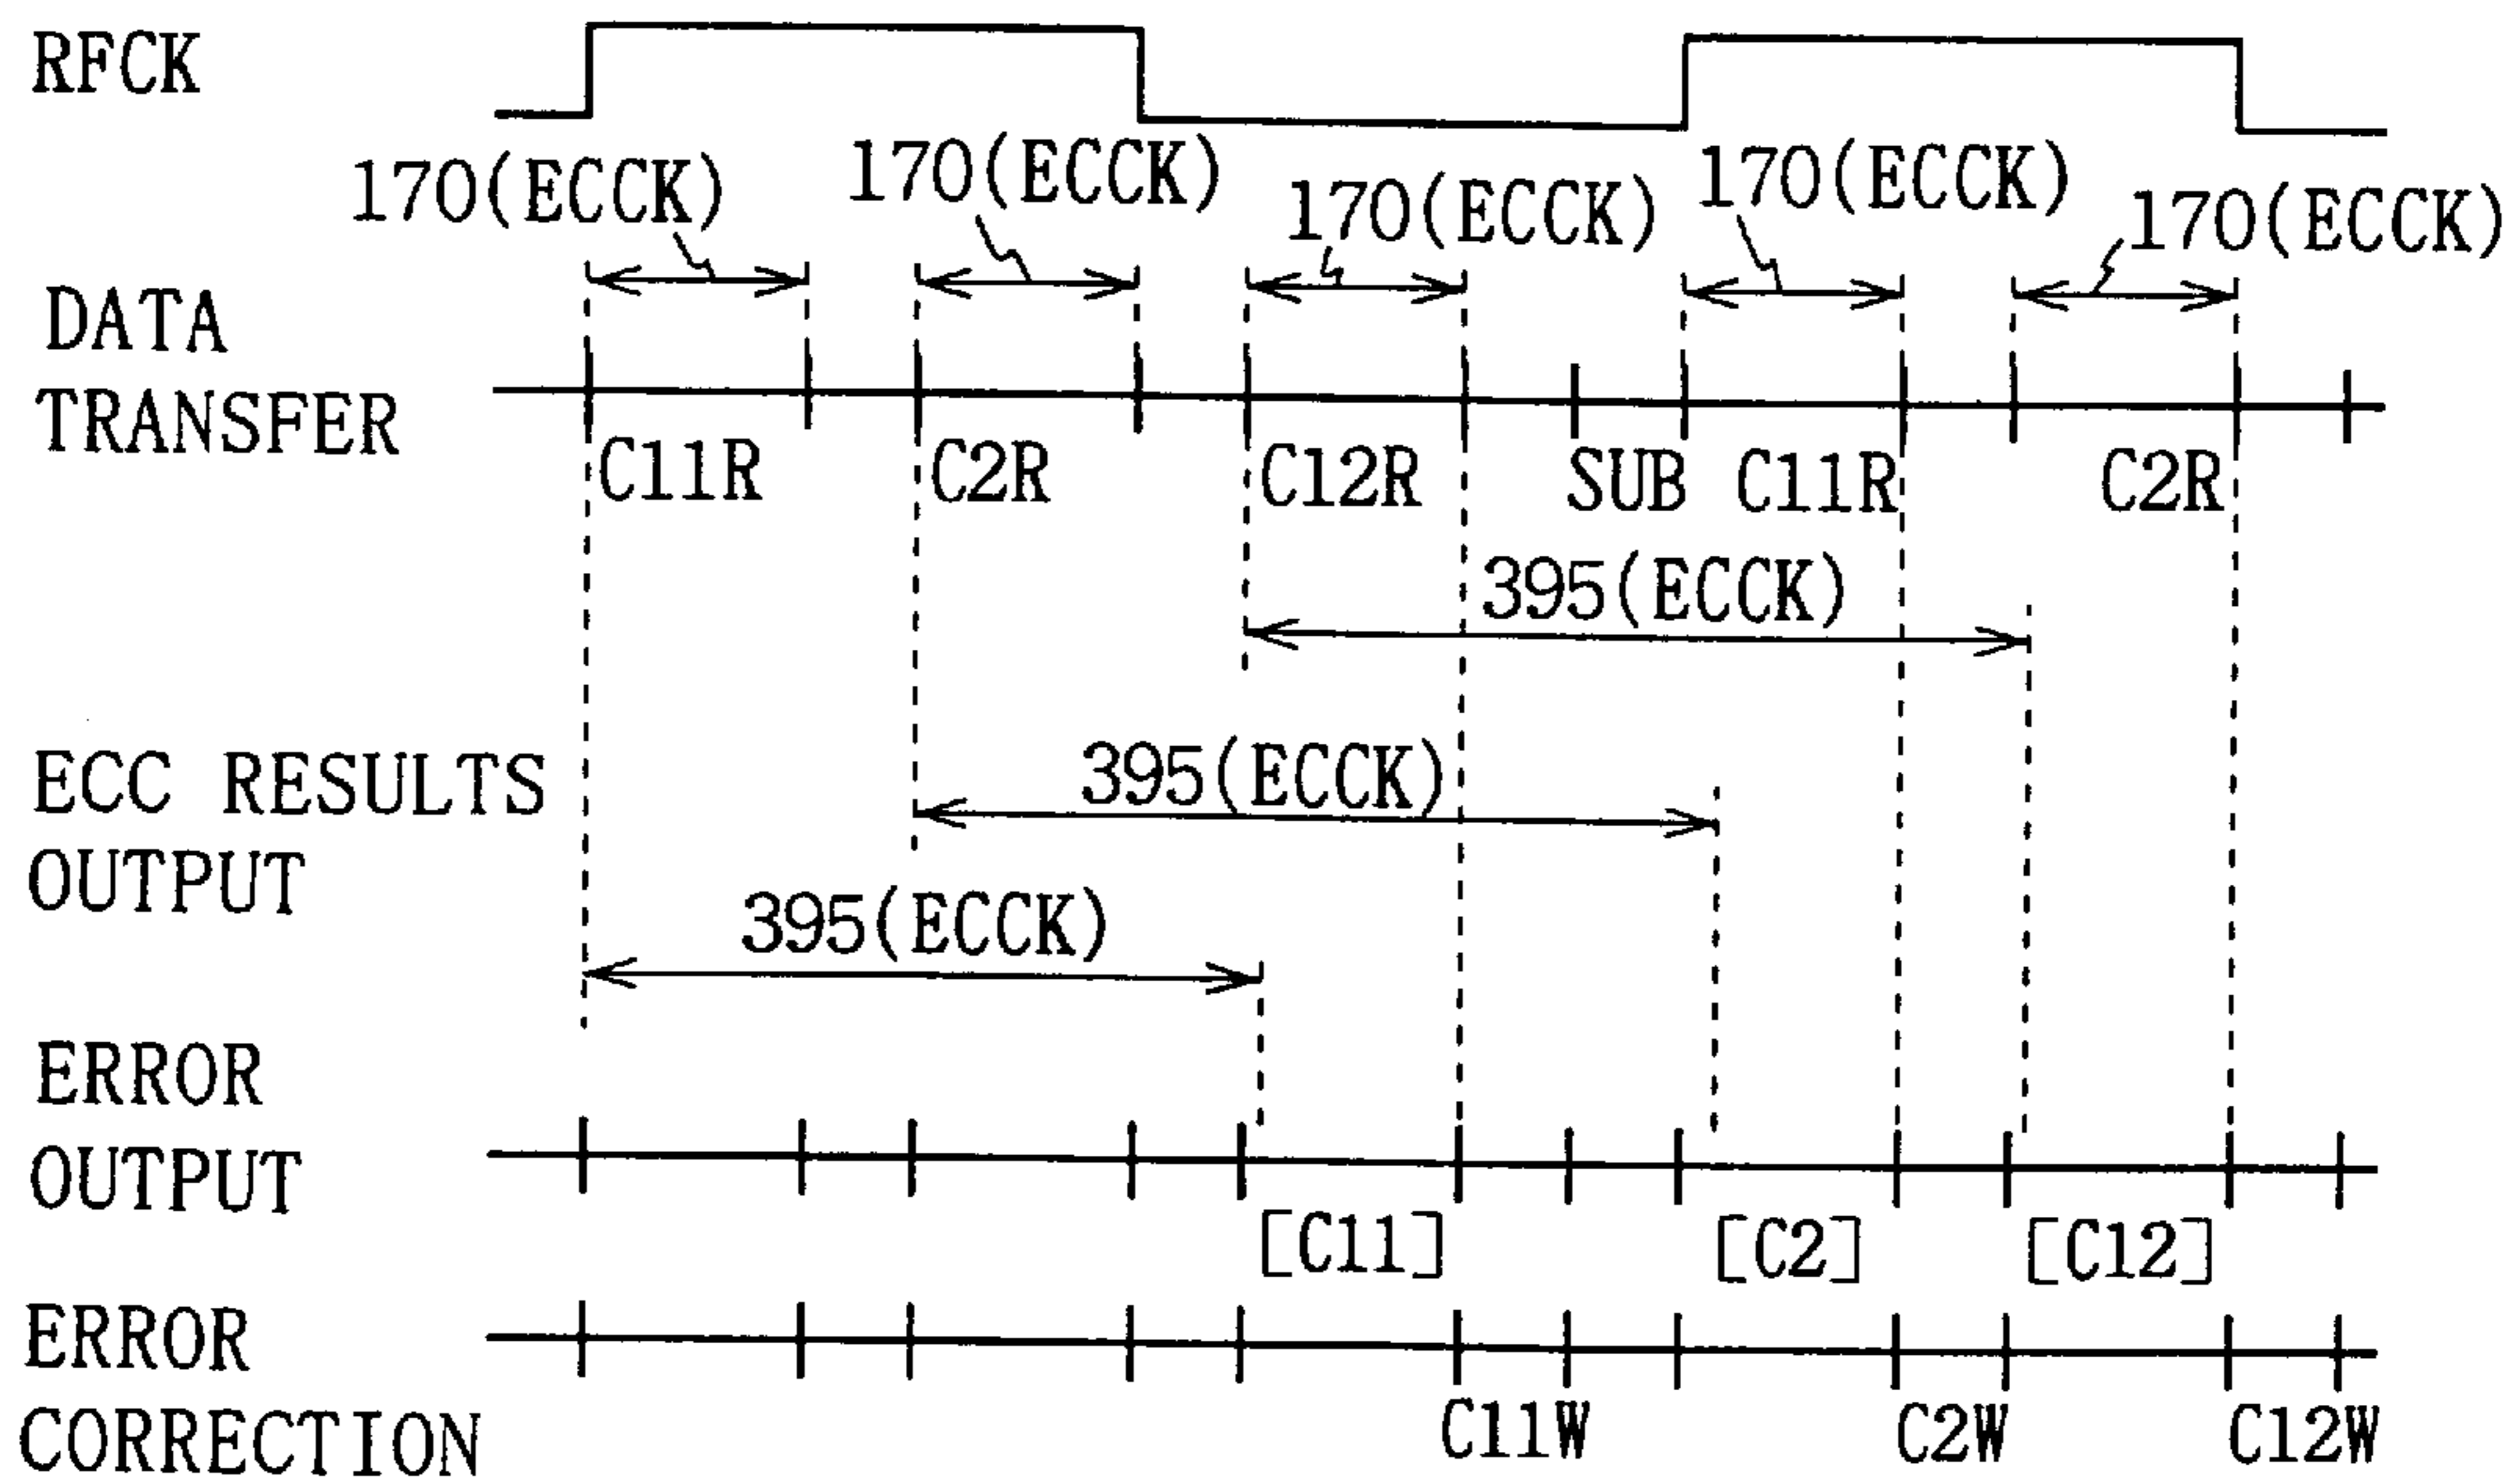 RFCK
170(ECCK) 170(ECCK) 170(ECCK) 170(ECCK) 170(ECCK)
DATA
TRANSFER
C11R C2R C12R SUB C11R C2R
395(ECCK)
ECC RESULTS
OUTPUT
395(ECCK)
395(ECCK)
ERROR
OUTPUT
[C11] [C2] [C12]
ERROR
CORRECTION
C11W C2W C12W